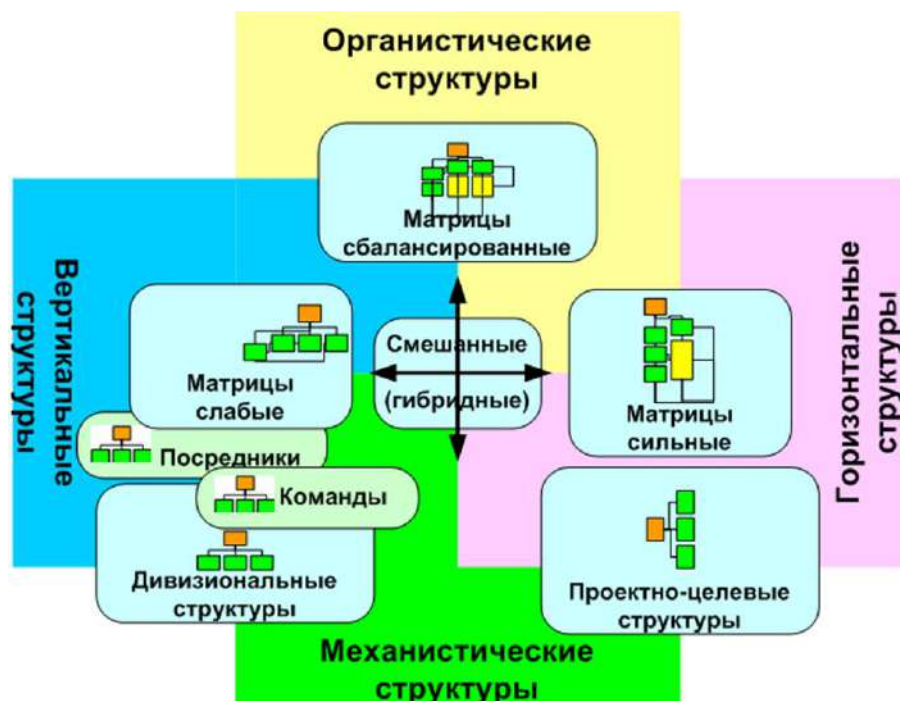 Органистические
структуры
Матрицы
сбалансированные
Вертикальные
структуры
Горизонтальные
структуры
Смешанные
(гибридные)
Матрицы
слабые
Матрицы
сильные
Посредники
Команды
Дивизиональные
структуры
Проектно-целевые
структуры
Механистические
структуры